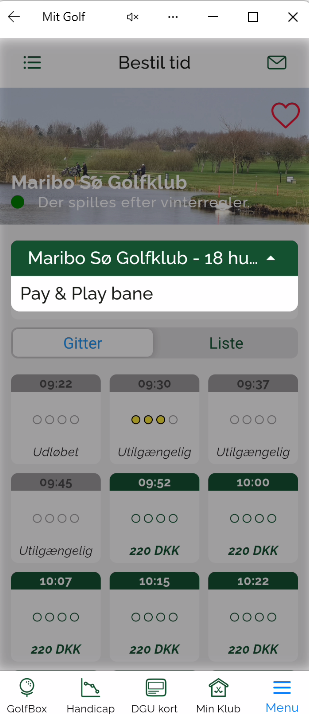 Mit Golf
Bestil tid
Maribo Sø Golfklub
Der spilles efter vinterregler.
Maribo Sø Golfklub - 18 hu...
Pay & Play bane
Gitter Liste
09:22 09:30 09:37
Udløbet Utilgængelig Utilgængelig
09:45 09:52 10:00
Utilgængelig 220 DKK 220 DKK
10:07 10:15 10:22
220 DKK 220 DKK 220 DKK
GolfBox Handicap DGU kort Min Klub Menu